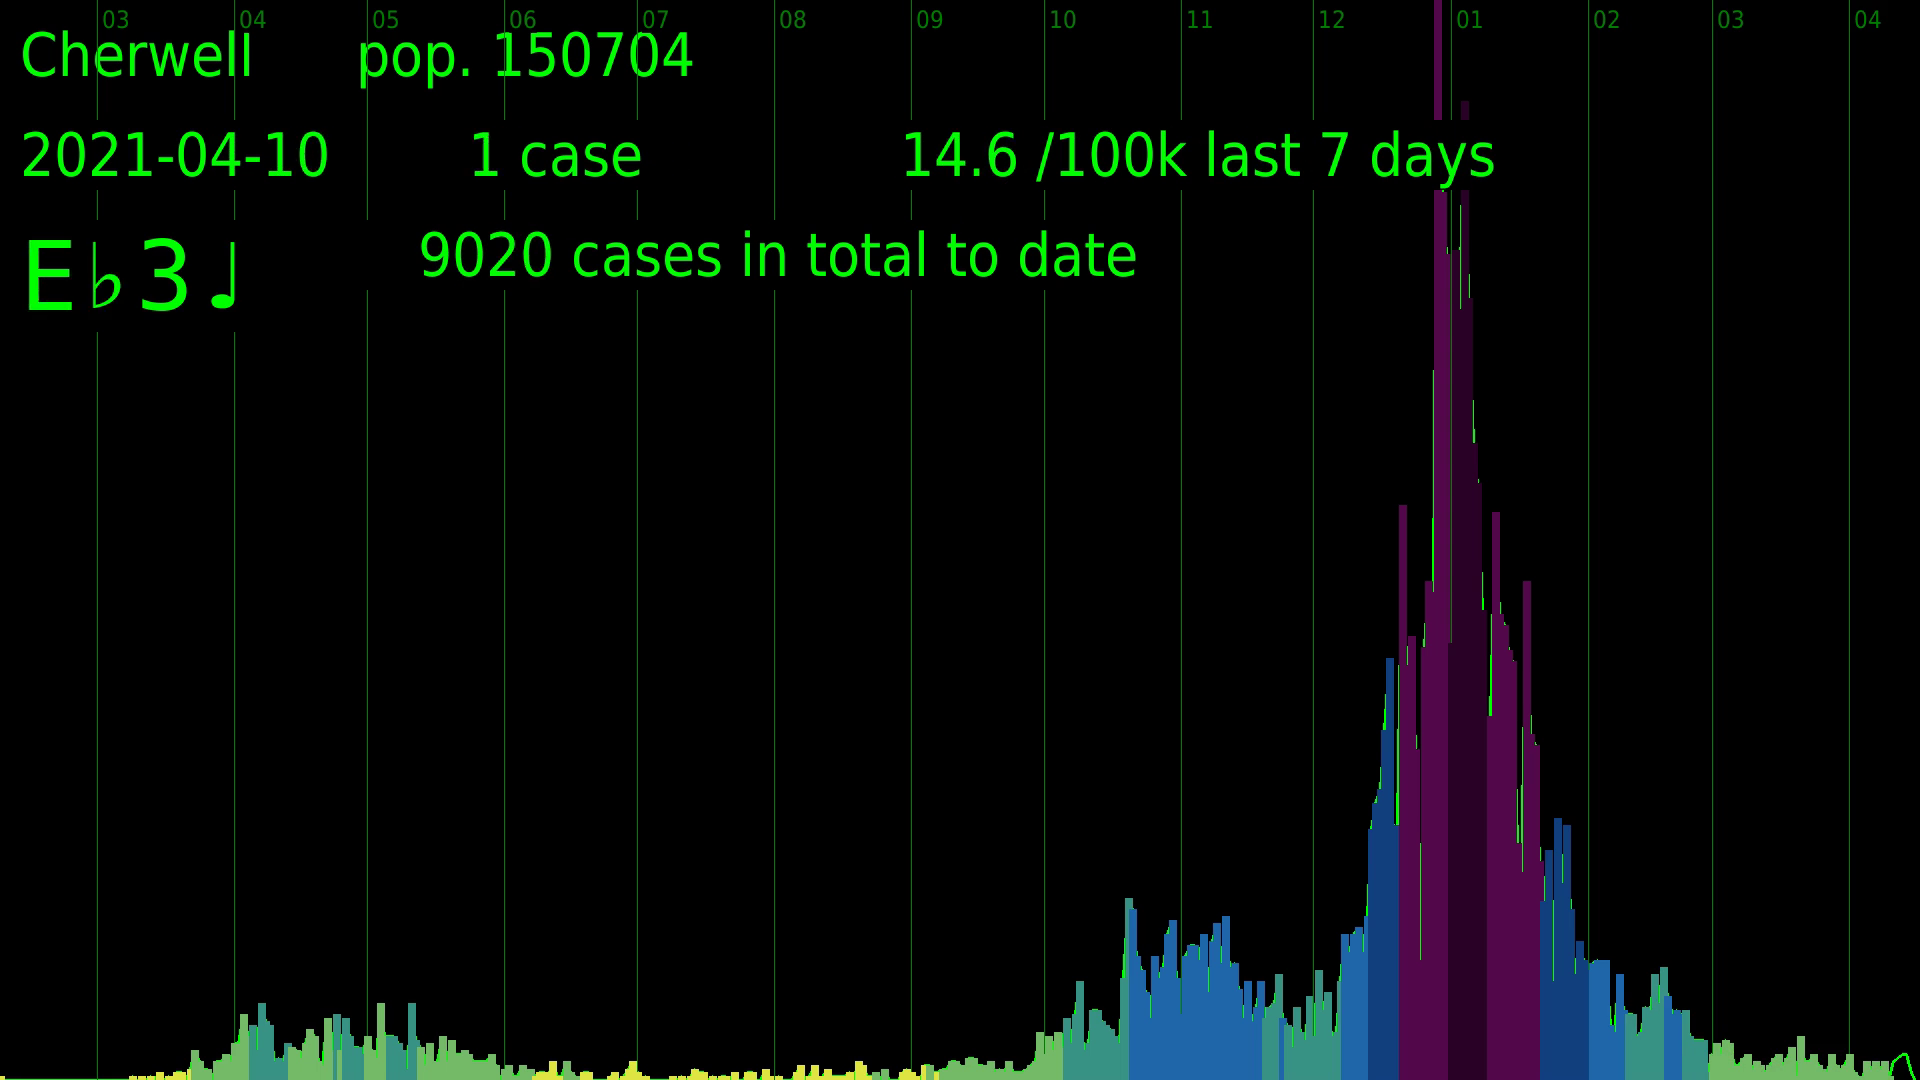 03 04 05 06 07 08 09 10 11 12 01 02 03 04
Cherwell pop. 150704
2021-04-10 1 case 14.6 /100k last 7 days
9020 cases in total to date
E♭3♩